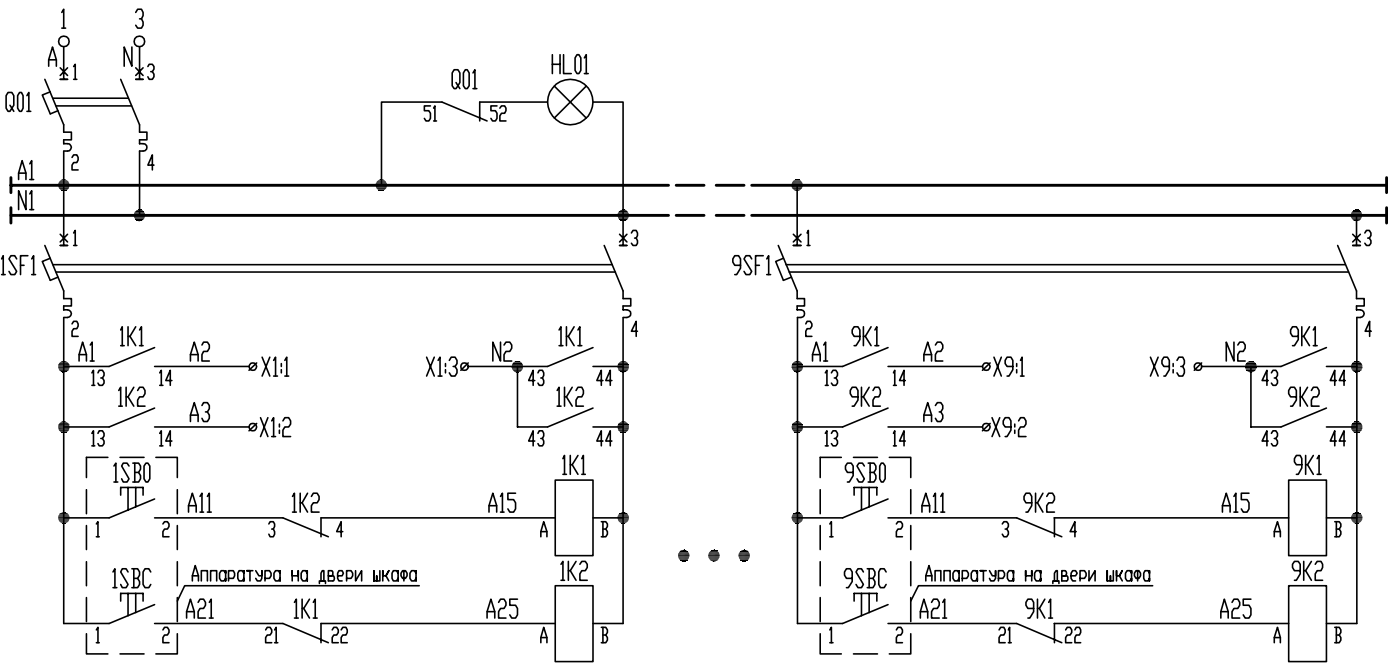 1 3
A N
1 3
Q01
2 4
Q01
51 52
HL01
A1
N1
1 3 1 3
1SF1 9SF1
2 4 2 4
A1 1K1 A2 X1:1 X1:3 N2 1K1 A1 9K1 A2 X9:1 X9:3 N2 9K1
13 14 43 44 13 14 43 44
1K2 A3 X1:2 1K2 9K2 A3 X9:2 9K2
13 14 43 44 13 14 43 44
1SB0 1K1 9SB0 9K1
A11 1K2 A15 A11 9K2 A15
1 2 3 4 A B 1 2 3 4 A B
1SBC Аппаратура на двери шкафа 1K2 9SBC Аппаратура на двери шкафа 9K2
A21 1K1 A25 A21 9K1 A25
1 2 21 22 A B 1 2 21 22 A B